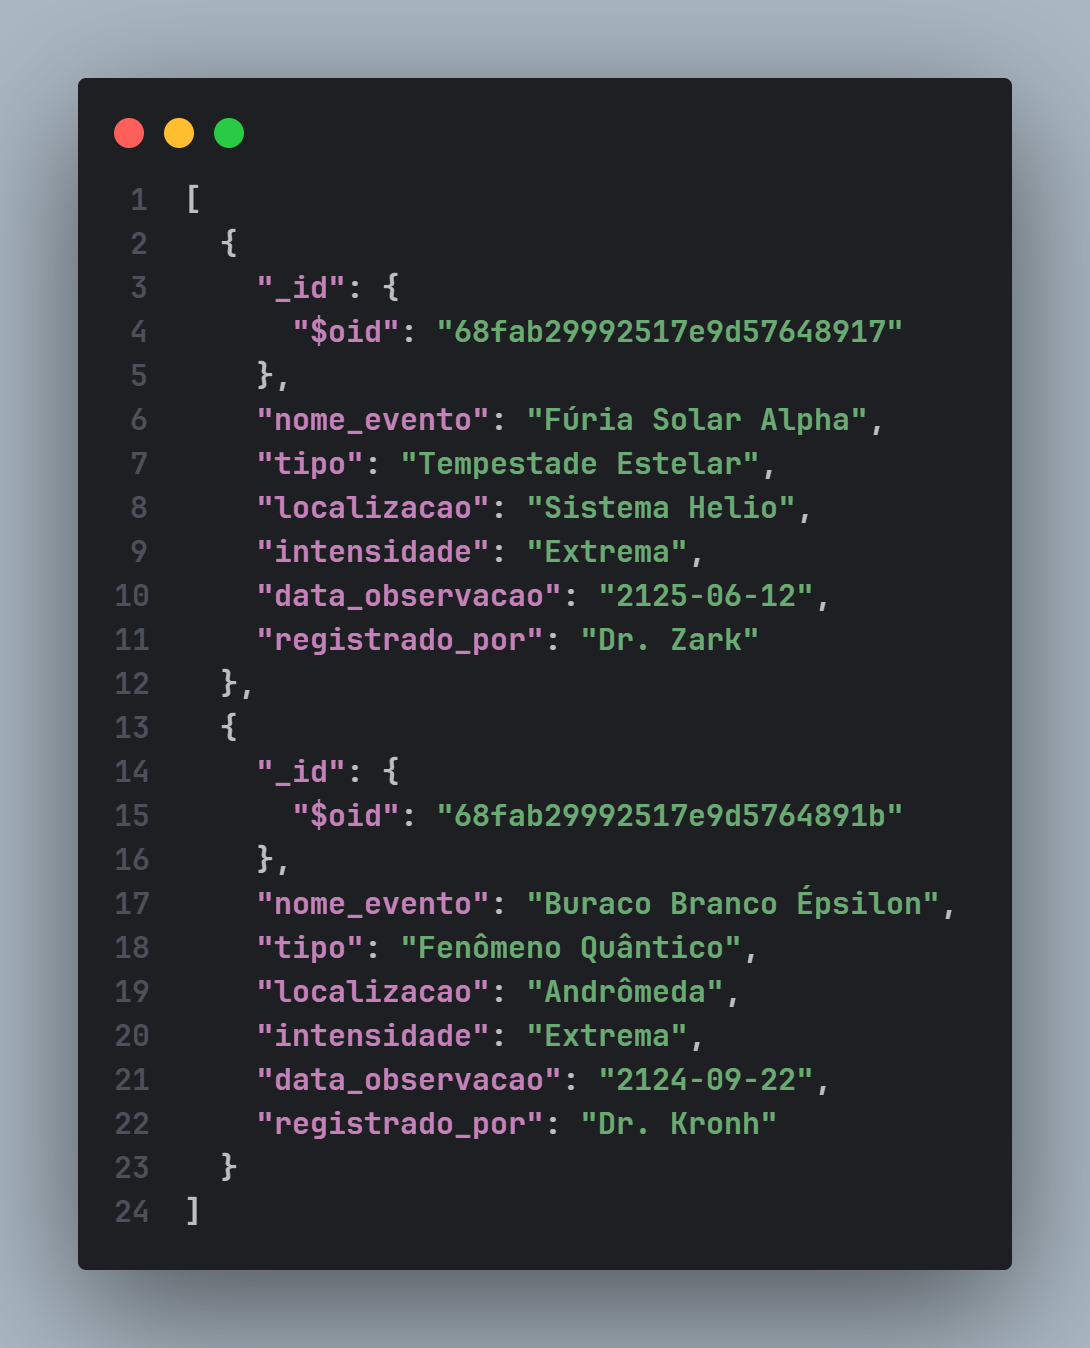 1 [
2   {
3     "_id": {
4       "$oid": "68fab29992517e9d57648917"
5     },
6     "nome_evento": "Fúria Solar Alpha",
7     "tipo": "Tempestade Estelar",
8     "localizacao": "Sistema Helio",
9     "intensidade": "Extrema",
10     "data_observacao": "2125-06-12",
11     "registrado_por": "Dr. Zark"
12   },
13   {
14     "_id": {
15       "$oid": "68fab29992517e9d5764891b"
16     },
17     "nome_evento": "Buraco Branco Épsilon",
18     "tipo": "Fenômeno Quântico",
19     "localizacao": "Andrômeda",
20     "intensidade": "Extrema",
21     "data_observacao": "2124-09-22",
22     "registrado_por": "Dr. Kronh"
23   }
24 ]